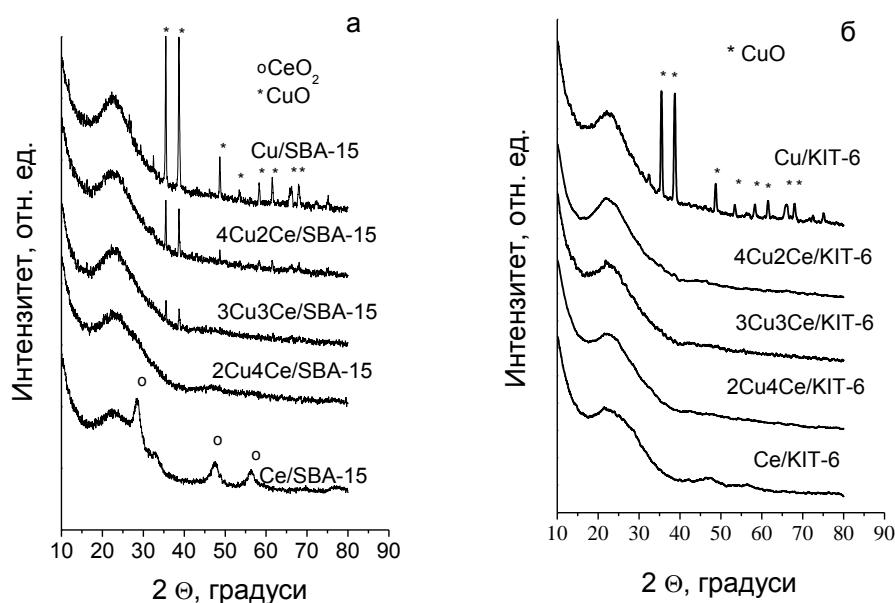 а
* *
o CeO2
* CuO
*
Cu/SBA-15
* * * **
4Cu2Ce/SBA-15
3Cu3Ce/SBA-15
2Cu4Ce/SBA-15
o
o
o
Ce/SBA-15
10 20 30 40 50 60 70 80 90
2 Θ, градуси
Интензитет, отн. ед.
б
* CuO
* *
Cu/KIT-6
*
* * * **
4Cu2Ce/KIT-6
3Cu3Ce/KIT-6
2Cu4Ce/KIT-6
Ce/KIT-6
10 20 30 40 50 60 70 80 90
2 Θ, градуси
Интензитет, отн. ед.